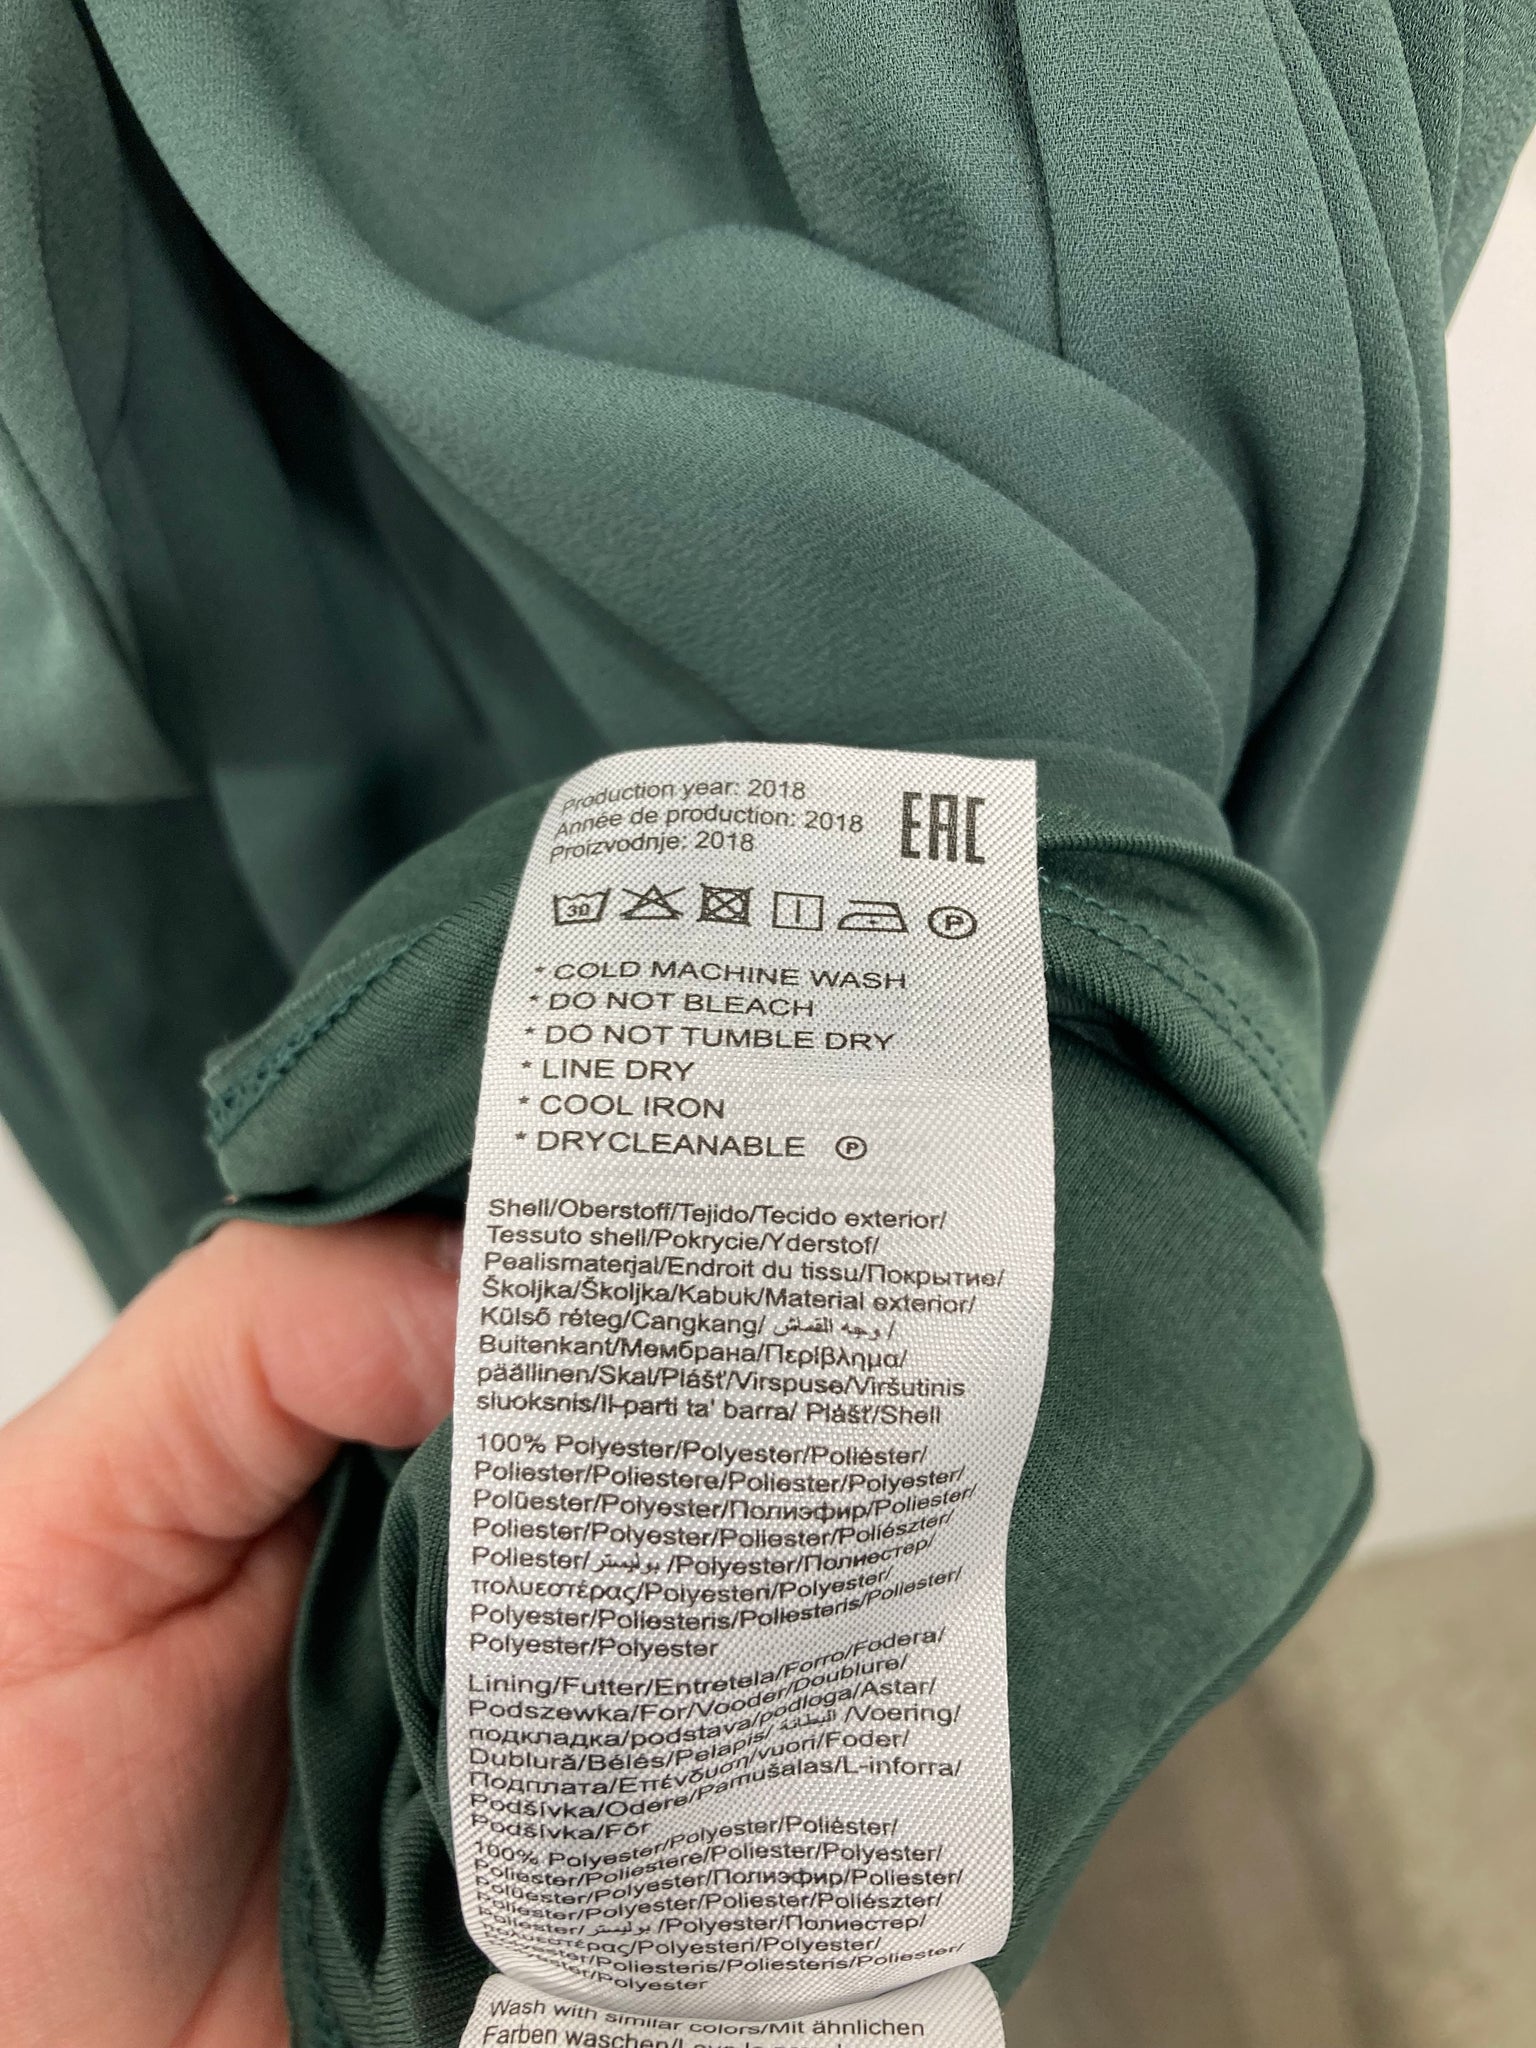 Production year: 2018
Année de production: 2018
Proizvodnje: 2018
EAC
30
P
* COLD MACHINE WASH
* DO NOT BLEACH
* DO NOT TUMBLE DRY
* LINE DRY
* COOL IRON
* DRYCLEANABLE Ⓟ
Shell/Oberstoff/Tejido/Tecido exterior/
Tessuto shell/Pokrycie/Yderstof/
Pealismaterjal/Endroit du tissu/Покрытие/
Školjka/Školjka/Kabuk/Material exterior/
Külső réteg/Cangkang/ وجه القماش /
Buitenkant/Мембрана/Περίβλημα/
päällinen/Skal/Plášť/Virspuse/Viršutinis
sluoksnis/Il-parti ta' barra/ Plášť/Shell
100% Polyester/Polyester/Poliéster/
Poliester/Poliestere/Poliester/Polyester/
Polüester/Polyester/Полиэфир/Poliester/
Poliester/Polyester/Poliester/Poliészter/
Poliester/ بوليستر /Polyester/Полиестер/
πολυεστέρας/Polyesteri/Polyester/
Polyester/Poliesteris/Poliesteris/Poliester/
Polyester/Polyester
Lining/Futter/Entretela/Forro/Fodera/
Podszewka/For/Vooder/Doublure/
подкладка/podstava/podloga/Astar/
Dublură/Bélés/Pelapis/ البطانة /Voering/
Подплата/Επένδυση/vuori/Foder/
Podšívka/Odere/Pamušalas/L-inforra/
Podšívka/Fór
100% Polyester/Polyester/Poliéster/
Poliester/Poliestere/Poliester/Polyester/
Polüester/Polyester/Полиэфир/Poliester/
Poliester/Polyester/Poliester/Poliészter/
Poliester/ بوليستر /Polyester/Полиестер/
πολυεστέρας/Polyesteri/Polyester/
Polyester/Poliesteris/Poliesteris/Poliester/
Polyester/Polyester
Wash with similar colors/Mit ähnlichen
Farben waschen/